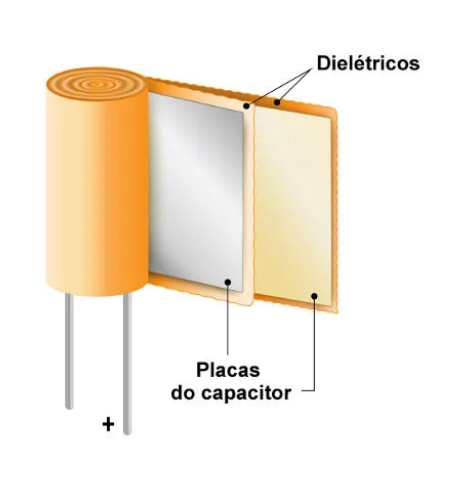 Dielétricos
Placas
do capacitor
+